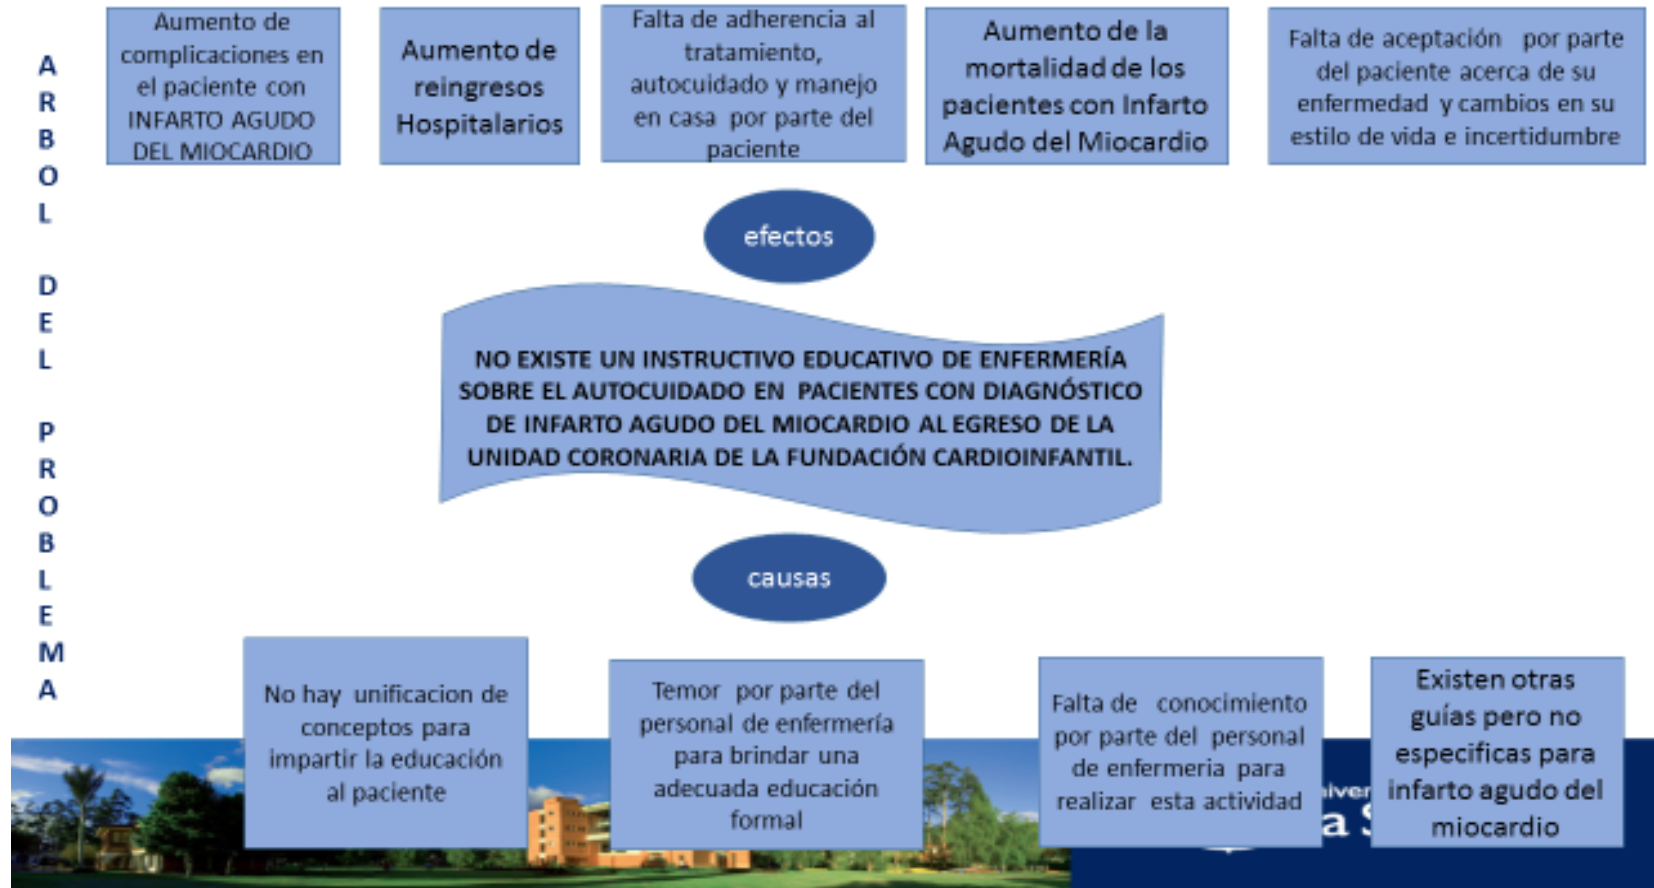 ARBOL DEL PROBLEMA
Aumento de
complicaciones en
el paciente con
INFARTO AGUDO
DEL MIOCARDIO
Aumento de
reingresos
Hospitalarios
Falta de adherencia al
tratamiento,
autocuidado y manejo
en casa por parte del
paciente
Aumento de la
mortalidad de los
pacientes con Infarto
Agudo del Miocardio
Falta de aceptación por parte
del paciente acerca de su
enfermedad y cambios en su
estilo de vida e incertidumbre
efectos
NO EXISTE UN INSTRUCTIVO EDUCATIVO DE ENFERMERÍA
SOBRE EL AUTOCUIDADO EN PACIENTES CON DIAGNÓSTICO
DE INFARTO AGUDO DEL MIOCARDIO AL EGRESO DE LA
UNIDAD CORONARIA DE LA FUNDACIÓN CARDIOINFANTIL.
causas
No hay unificacion de
conceptos para
impartir la educación
al paciente
Temor por parte del
personal de enfermería
para brindar una
adecuada educación
formal
Falta de conocimiento
por parte del personal
de enfermeria para
realizar esta actividad
Existen otras
guías pero no
especificas para
infarto agudo del
miocardio